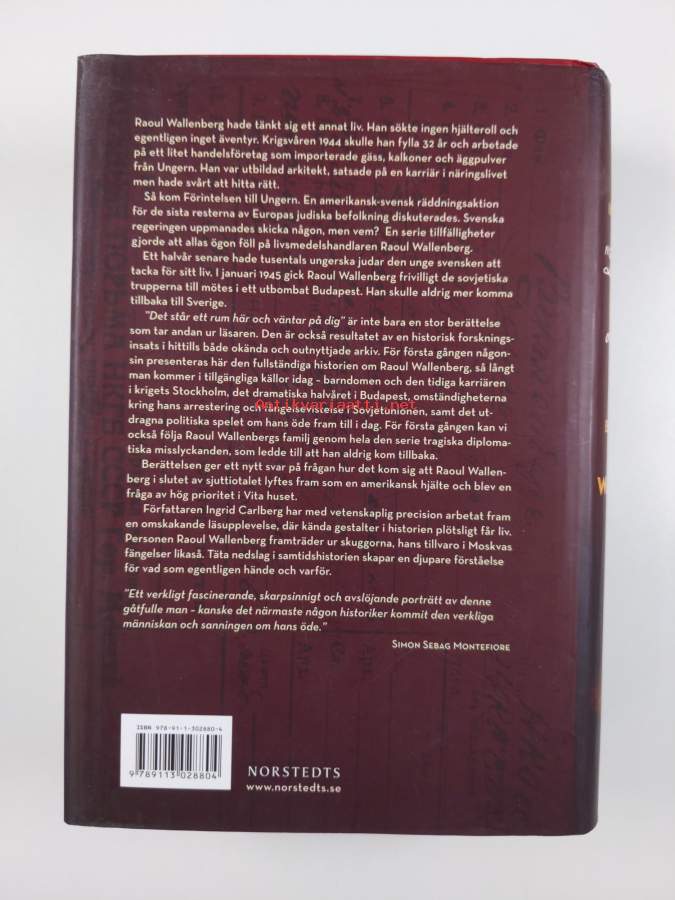 Raoul Wallenberg hade tänkt sig ett annat liv. Han sökte ingen hjälteroll och
egentligen inget äventyr. Krigsvåren 1944 skulle han fylla 32 år och arbetade
på ett litet handelsföretag som importerade gäss, kalkoner och äggpulver
från Ungern. Han var utbildad arkitekt, satsade på en karriär i näringslivet
men hade svårt att hitta rätt.
Så kom Förintelsen till Ungern. En amerikansk-svensk räddningsaktion
för de sista resterna av Europas judiska befolkning diskuterades. Svenska
regeringen uppmanades skicka någon, men vem? En serie tillfälligheter
gjorde att allas ögon föll på livsmedelshandlaren Raoul Wallenberg.
Ett halvår senare hade tusentals ungerska judar den unge svensken att
tacka för sitt liv. I januari 1945 gick Raoul Wallenberg frivilligt de sovjetiska
trupperna till mötes i ett utbombat Budapest. Han skulle aldrig mer komma
tillbaka till Sverige.
"Det står ett rum här och väntar på dig" är inte bara en stor berättelse
som tar andan ur läsaren. Den är också resultatet av en historisk forsknings-
insats i hittills både okända och outnyttjade arkiv. För första gången någon-
sin presenteras här den fullständiga historien om Raoul Wallenberg, så långt
man kommer i tillgängliga källor idag – barndomen och den tidiga karriären
i krigets Stockholm, det dramatiska halvåret i Budapest, omständigheterna
kring hans arrestering och fängelsevistelse i Sovjetunionen, samt det ut-
dragna politiska spelet om hans öde fram till i dag. För första gången kan vi
också följa Raoul Wallenbergs familj genom hela den serie tragiska diploma-
tiska misslyckanden, som ledde till att han aldrig kom tillbaka.
Berättelsen ger ett nytt svar på frågan hur det kom sig att Raoul Wallen-
berg i slutet av sjuttiotalet lyftes fram som en amerikansk hjälte och blev en
fråga av hög prioritet i Vita huset.
Författaren Ingrid Carlberg har med vetenskaplig precision arbetat fram
en omskakande läsupplevelse, där kända gestalter i historien plötsligt får liv.
Personen Raoul Wallenberg framträder ur skuggorna, hans tillvaro i Moskvas
fängelser likaså. Täta nedslag i samtidshistorien skapar en djupare förståelse
för vad som egentligen hände och varför.
"Ett verkligt fascinerande, skarpsinnigt och avslöjande porträtt av denne
gåtfulle man – kanske det närmaste någon historiker kommit den verkliga
människan och sanningen om hans öde."
Simon Sebag Montefiore
Antikvariaatti.net
ISBN 978-91-1-302880-4
9 789113 028804
NORSTEDTS
www.norstedts.se